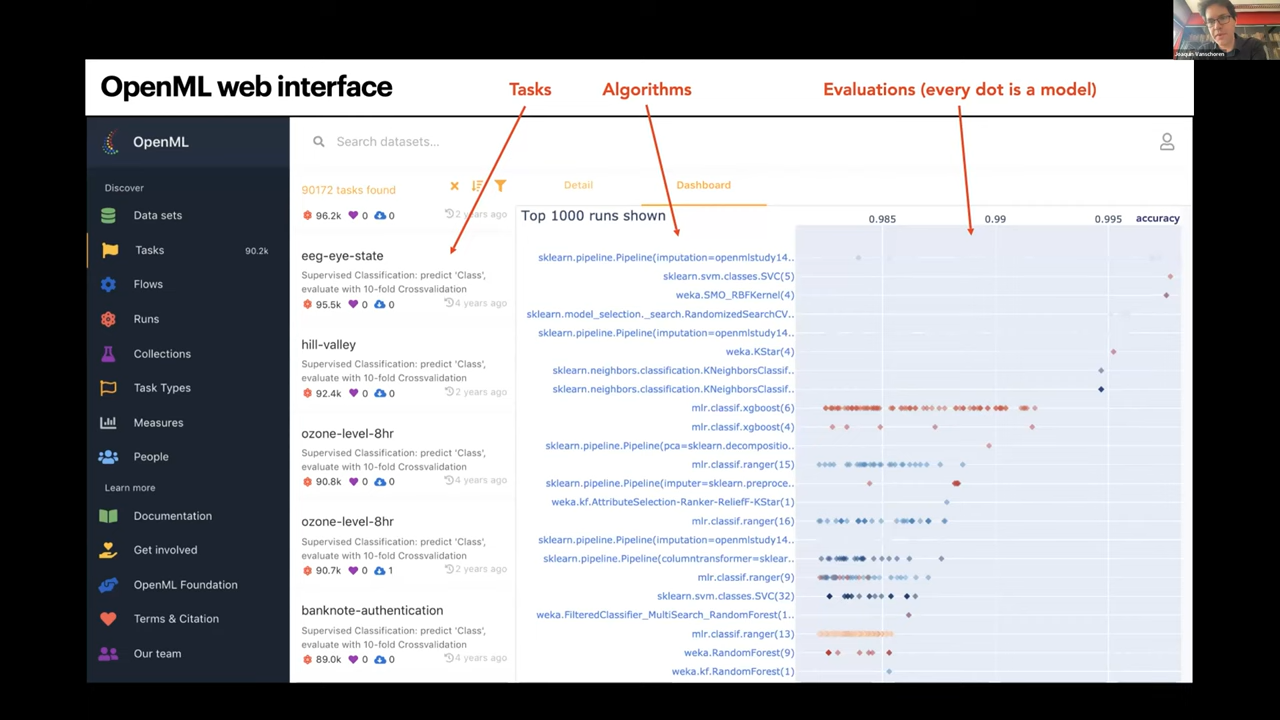 Joaquin Vanschoren
OpenML web interface
Tasks
Algorithms
Evaluations (every dot is a model)
OpenML
Search datasets...
Discover
Data sets
Tasks
90.2k
Flows
Runs
Collections
Task Types
Measures
People
Learn more
Documentation
Get involved
OpenML Foundation
Terms & Citation
Our team
90172 tasks found
96.2k 0 0 2 years ago
eeg-eye-state
Supervised Classification: predict 'Class',
evaluate with 10-fold Crossvalidation
95.5k 0 0 4 years ago
hill-valley
Supervised Classification: predict 'Class',
evaluate with 10-fold Crossvalidation
92.4k 0 0 2 years ago
ozone-level-8hr
Supervised Classification: predict 'Class',
evaluate with 10-fold Crossvalidation
90.8k 0 0 4 years ago
ozone-level-8hr
Supervised Classification: predict 'Class',
evaluate with 10-fold Crossvalidation
90.7k 0 1 2 years ago
banknote-authentication
Supervised Classification: predict 'Class',
evaluate with 10-fold Crossvalidation
89.0k 0 0 4 years ago
Detail
Dashboard
Top 1000 runs shown
0.985 0.99 0.995 accuracy
sklearn.pipeline.Pipeline(imputation=openmlstudy14..
sklearn.svm.classes.SVC(5)
weka.SMO_RBFKernel(4)
sklearn.model_selection._search.RandomizedSearchCV..
sklearn.pipeline.Pipeline(imputation=openmlstudy14..
weka.KStar(4)
sklearn.neighbors.classification.KNeighborsClassif..
sklearn.neighbors.classification.KNeighborsClassif..
mlr.classif.xgboost(6)
mlr.classif.xgboost(4)
sklearn.pipeline.Pipeline(pca=sklearn.decompositio..
mlr.classif.ranger(15)
sklearn.pipeline.Pipeline(imputer=sklearn.preproce..
weka.kf.AttributeSelection-Ranker-ReliefF-KStar(1)
mlr.classif.ranger(16)
sklearn.pipeline.Pipeline(imputation=openmlstudy14..
sklearn.pipeline.Pipeline(columntransformer=sklear..
mlr.classif.ranger(9)
sklearn.svm.classes.SVC(32)
weka.FilteredClassifier_MultiSearch_RandomForest(1..
mlr.classif.ranger(13)
weka.RandomForest(9)
weka.kf.RandomForest(1)